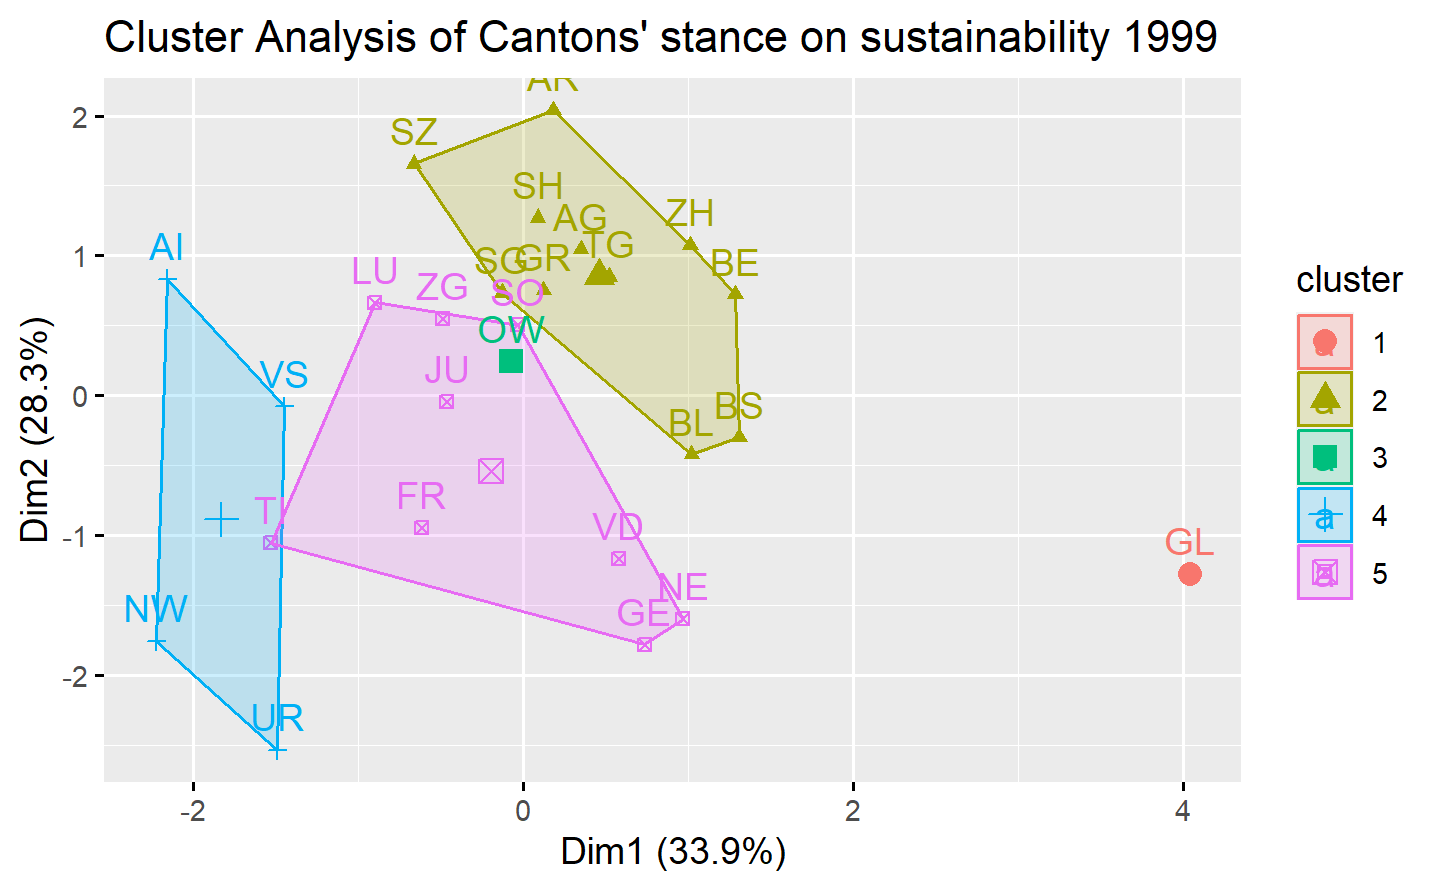 Cluster Analysis of Cantons' stance on sustainability 1999
AR
SZ
SH
AG
ZH
TG
SG
GR
BE
AI
LU
ZG
SO
OW
JU
VS
BL
BS
FR
TI
VD
NE
GE
NW
UR
GL
2
1
0
-1
-2
Dim2 (28.3%)
-2
0
2
4
Dim1 (33.9%)
cluster
a 1
a 2
a 3
a 4
a 5